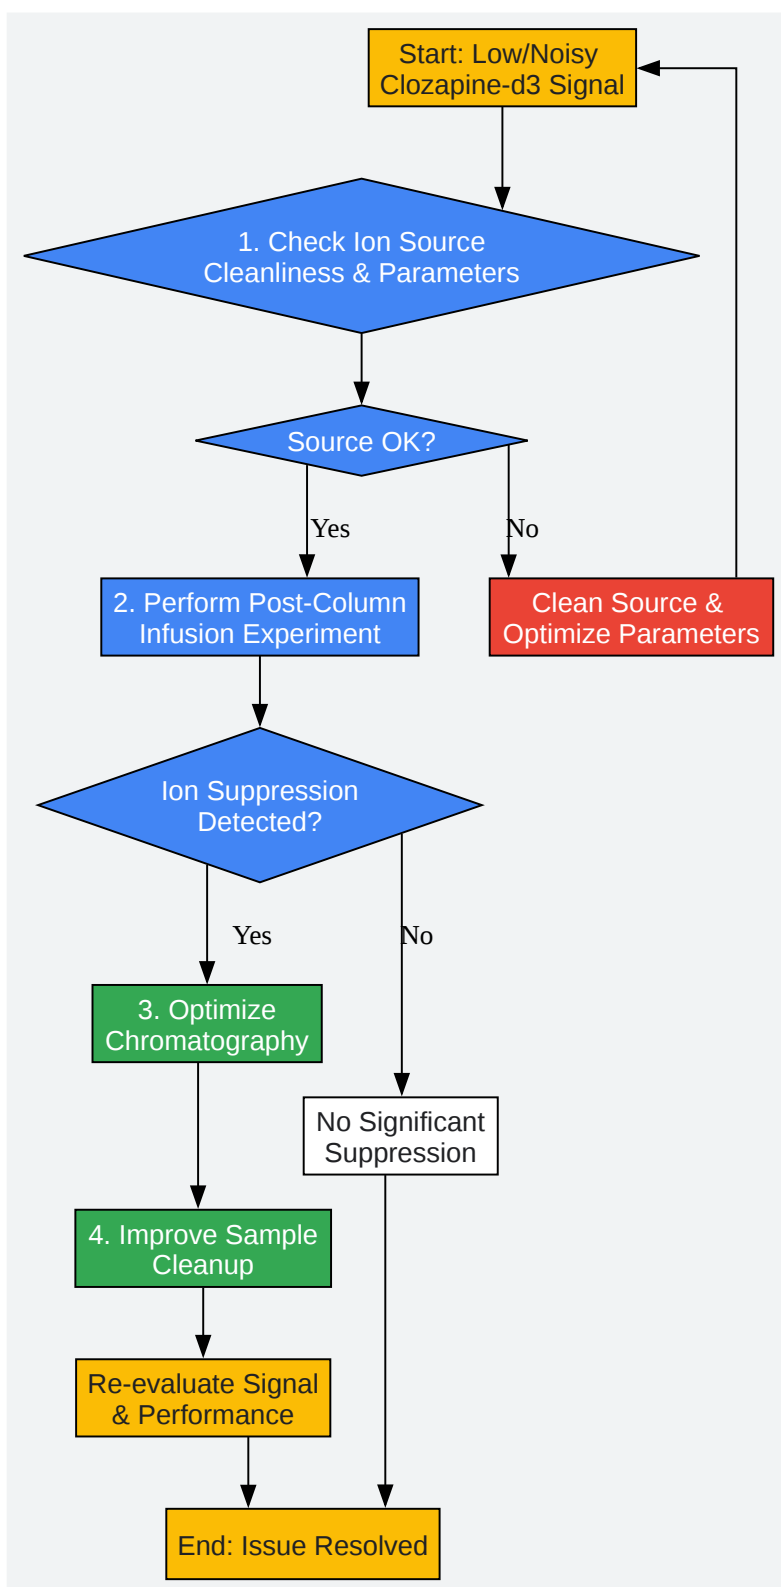 Start: Low/Noisy
Clozapine-d3 Signal
1. Check Ion Source
Cleanliness & Parameters
Source OK?
Yes
No
2. Perform Post-Column
Infusion Experiment
Clean Source &
Optimize Parameters
Ion Suppression
Detected?
Yes
No
3. Optimize
Chromatography
No Significant
Suppression
4. Improve Sample
Cleanup
Re-evaluate Signal
& Performance
End: Issue Resolved